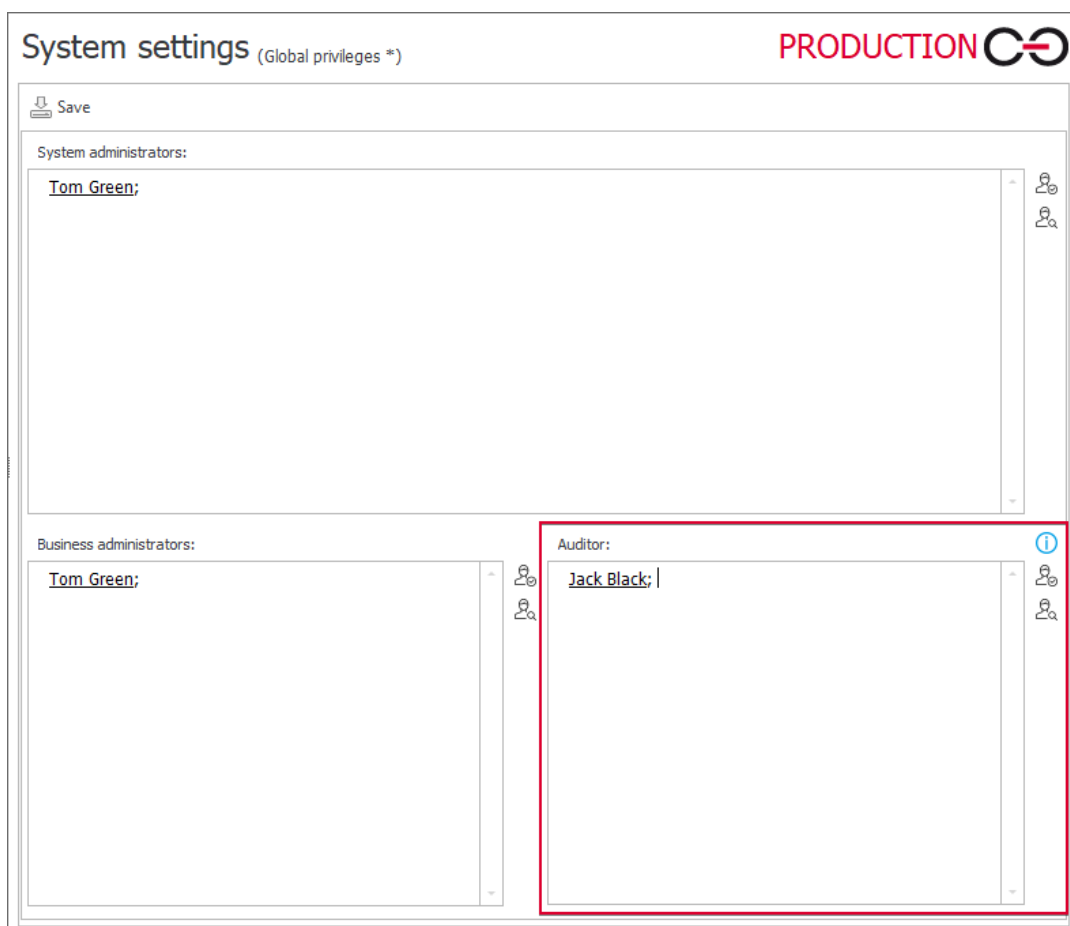 System settings (Global privileges *)
PRODUCTION
Save
System administrators:
Tom Green;
Business administrators:
Tom Green;
Auditor:
Jack Black;